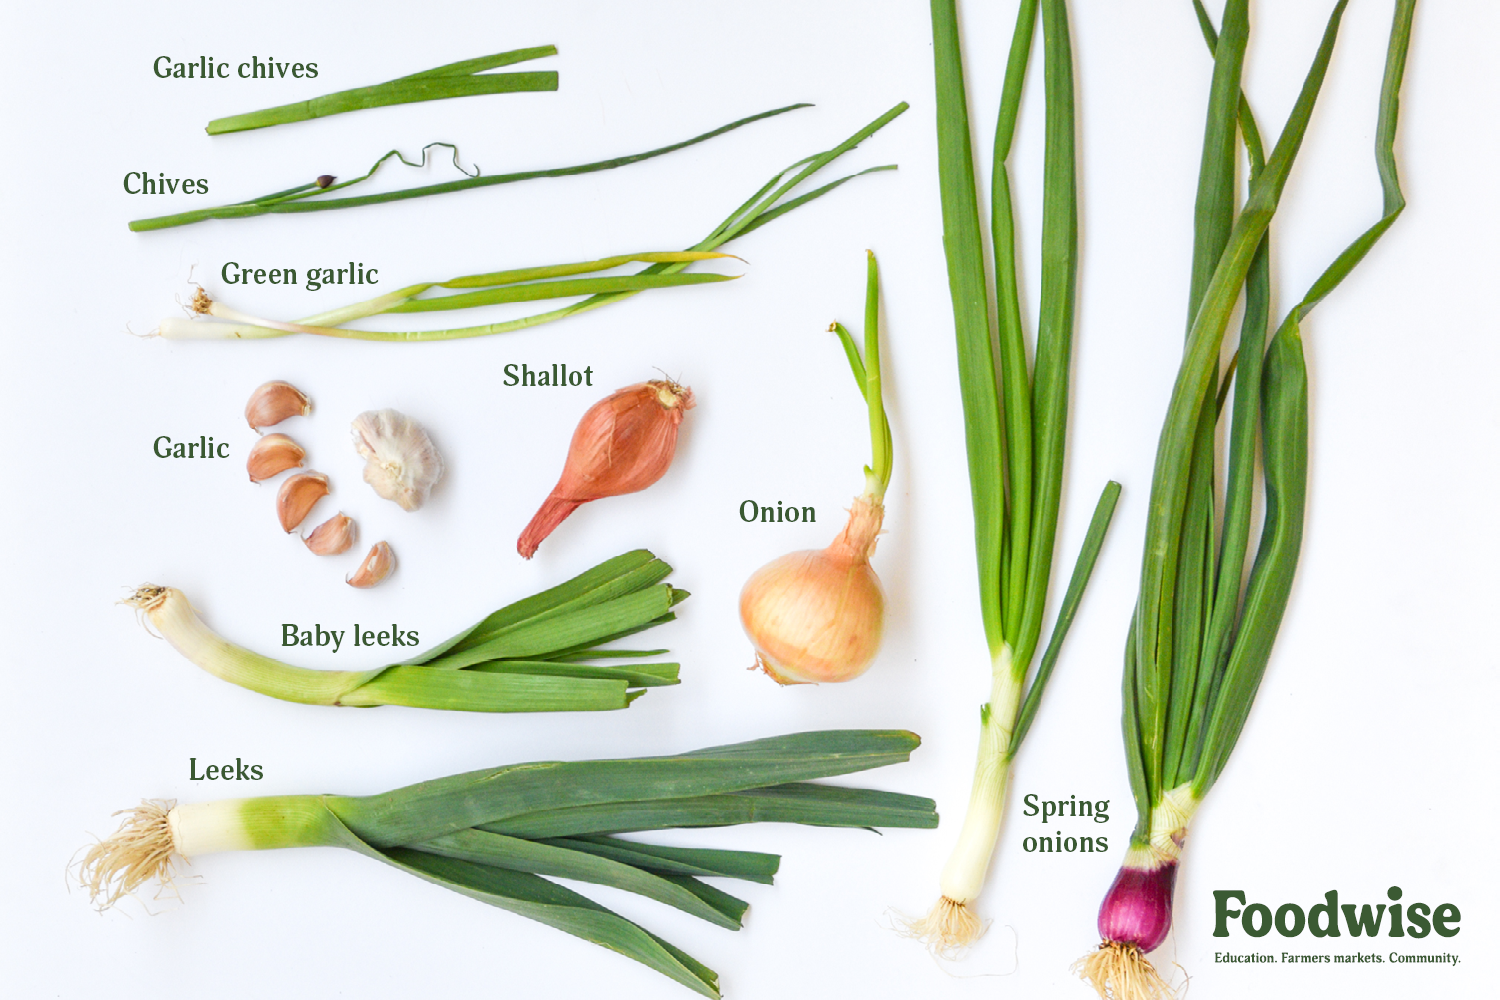 Garlic chives
Chives
Green garlic
Shallot
Garlic
Onion
Baby leeks
Leeks
Spring
onions
Foodwise
Education. Farmers markets. Community.